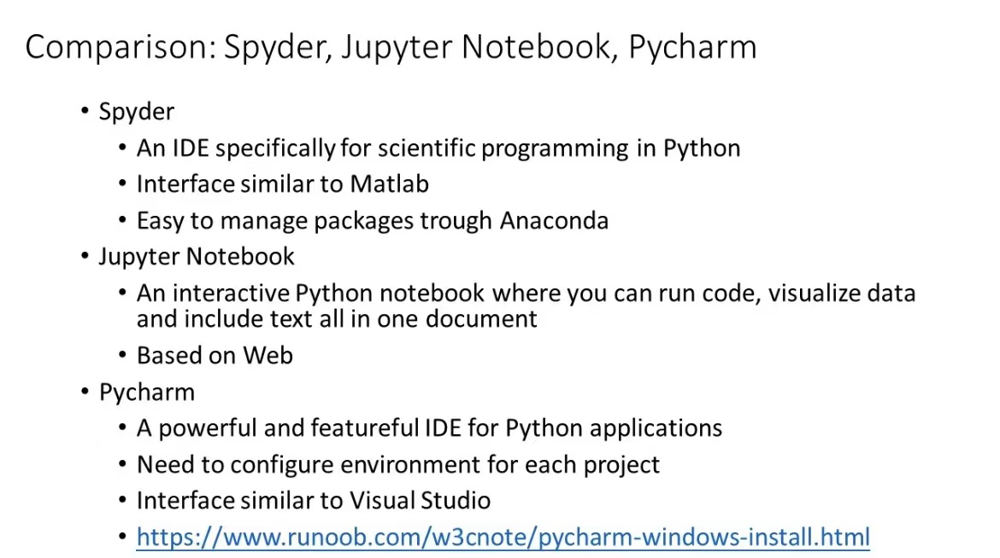 Comparison: Spyder, Jupyter Notebook, Pycharm
• Spyder
• An IDE specifically for scientific programming in Python
• Interface similar to Matlab
• Easy to manage packages trough Anaconda
• Jupyter Notebook
• An interactive Python notebook where you can run code, visualize data
and include text all in one document
• Based on Web
• Pycharm
• A powerful and featureful IDE for Python applications
• Need to configure environment for each project
• Interface similar to Visual Studio
• https://www.runoob.com/w3cnote/pycharm-windows-install.html